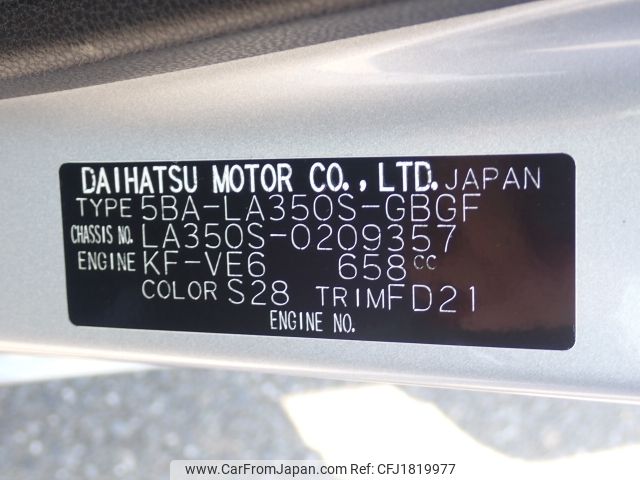 DAIHATSU MOTOR CO., LTD. JAPAN
TYPE 5BA-LA350S-GBGF
CHASSIS NO. LA350S-0209357
ENGINE KF-VE6 658cc
COLOR S28 TRIM FD21
ENGINE NO.
www.CarFromJapan.com Ref:CFJ1819977